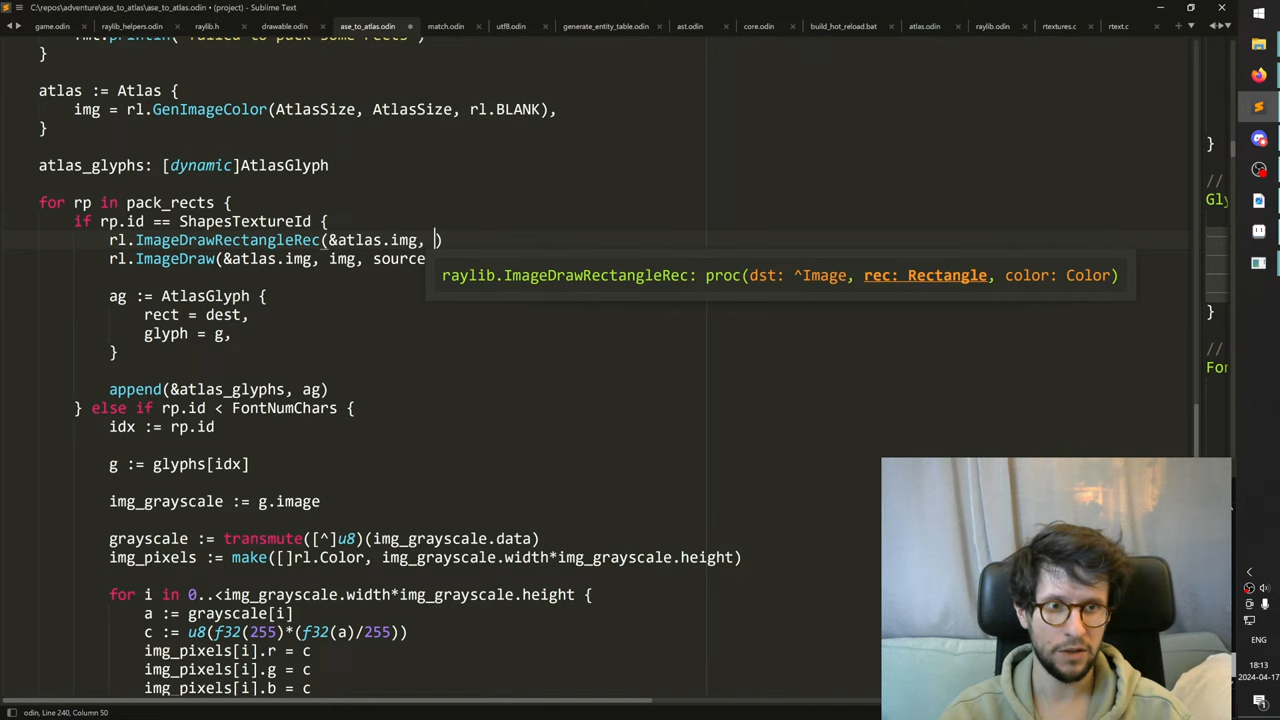 C:\repos\adventure\ase_to_atlas\ase_to_atlas.odin • (project) - Sublime Text
game.odin raylib_helpers.odin raylib.h drawable.odin ase_to_atlas.odin match.odin utf8.odin generate_entity_table.odin ast.odin core.odin build_hot_reload.bat atlas.odin raylib.odin rtextures.c rtext.c
}
atlas := Atlas {
img = rl.GenImageColor(AtlasSize, AtlasSize, rl.BLANK),
}
atlas_glyphs: [dynamic]AtlasGlyph
for rp in pack_rects {
if rp.id == ShapesTextureId {
rl.ImageDrawRectangleRec(&atlas.img, )
rl.ImageDraw(&atlas.img, img, source
raylib.ImageDrawRectangleRec: proc(dst: ^Image, rec: Rectangle, color: Color)
ag := AtlasGlyph {
rect = dest,
glyph = g,
}
append(&atlas_glyphs, ag)
} else if rp.id < FontNumChars {
idx := rp.id
g := glyphs[idx]
img_grayscale := g.image
grayscale := transmute([^]u8)(img_grayscale.data)
img_pixels := make([]rl.Color, img_grayscale.width*img_grayscale.height)
for i in 0..<img_grayscale.width*img_grayscale.height {
a := grayscale[i]
c := u8(f32(255)*(f32(a)/255))
img_pixels[i].r = c
img_pixels[i].g = c
img_pixels[i].b = c
}
//
Gly
}
//
For
odin, Line 240, Column 50
18:13
2024-04-17